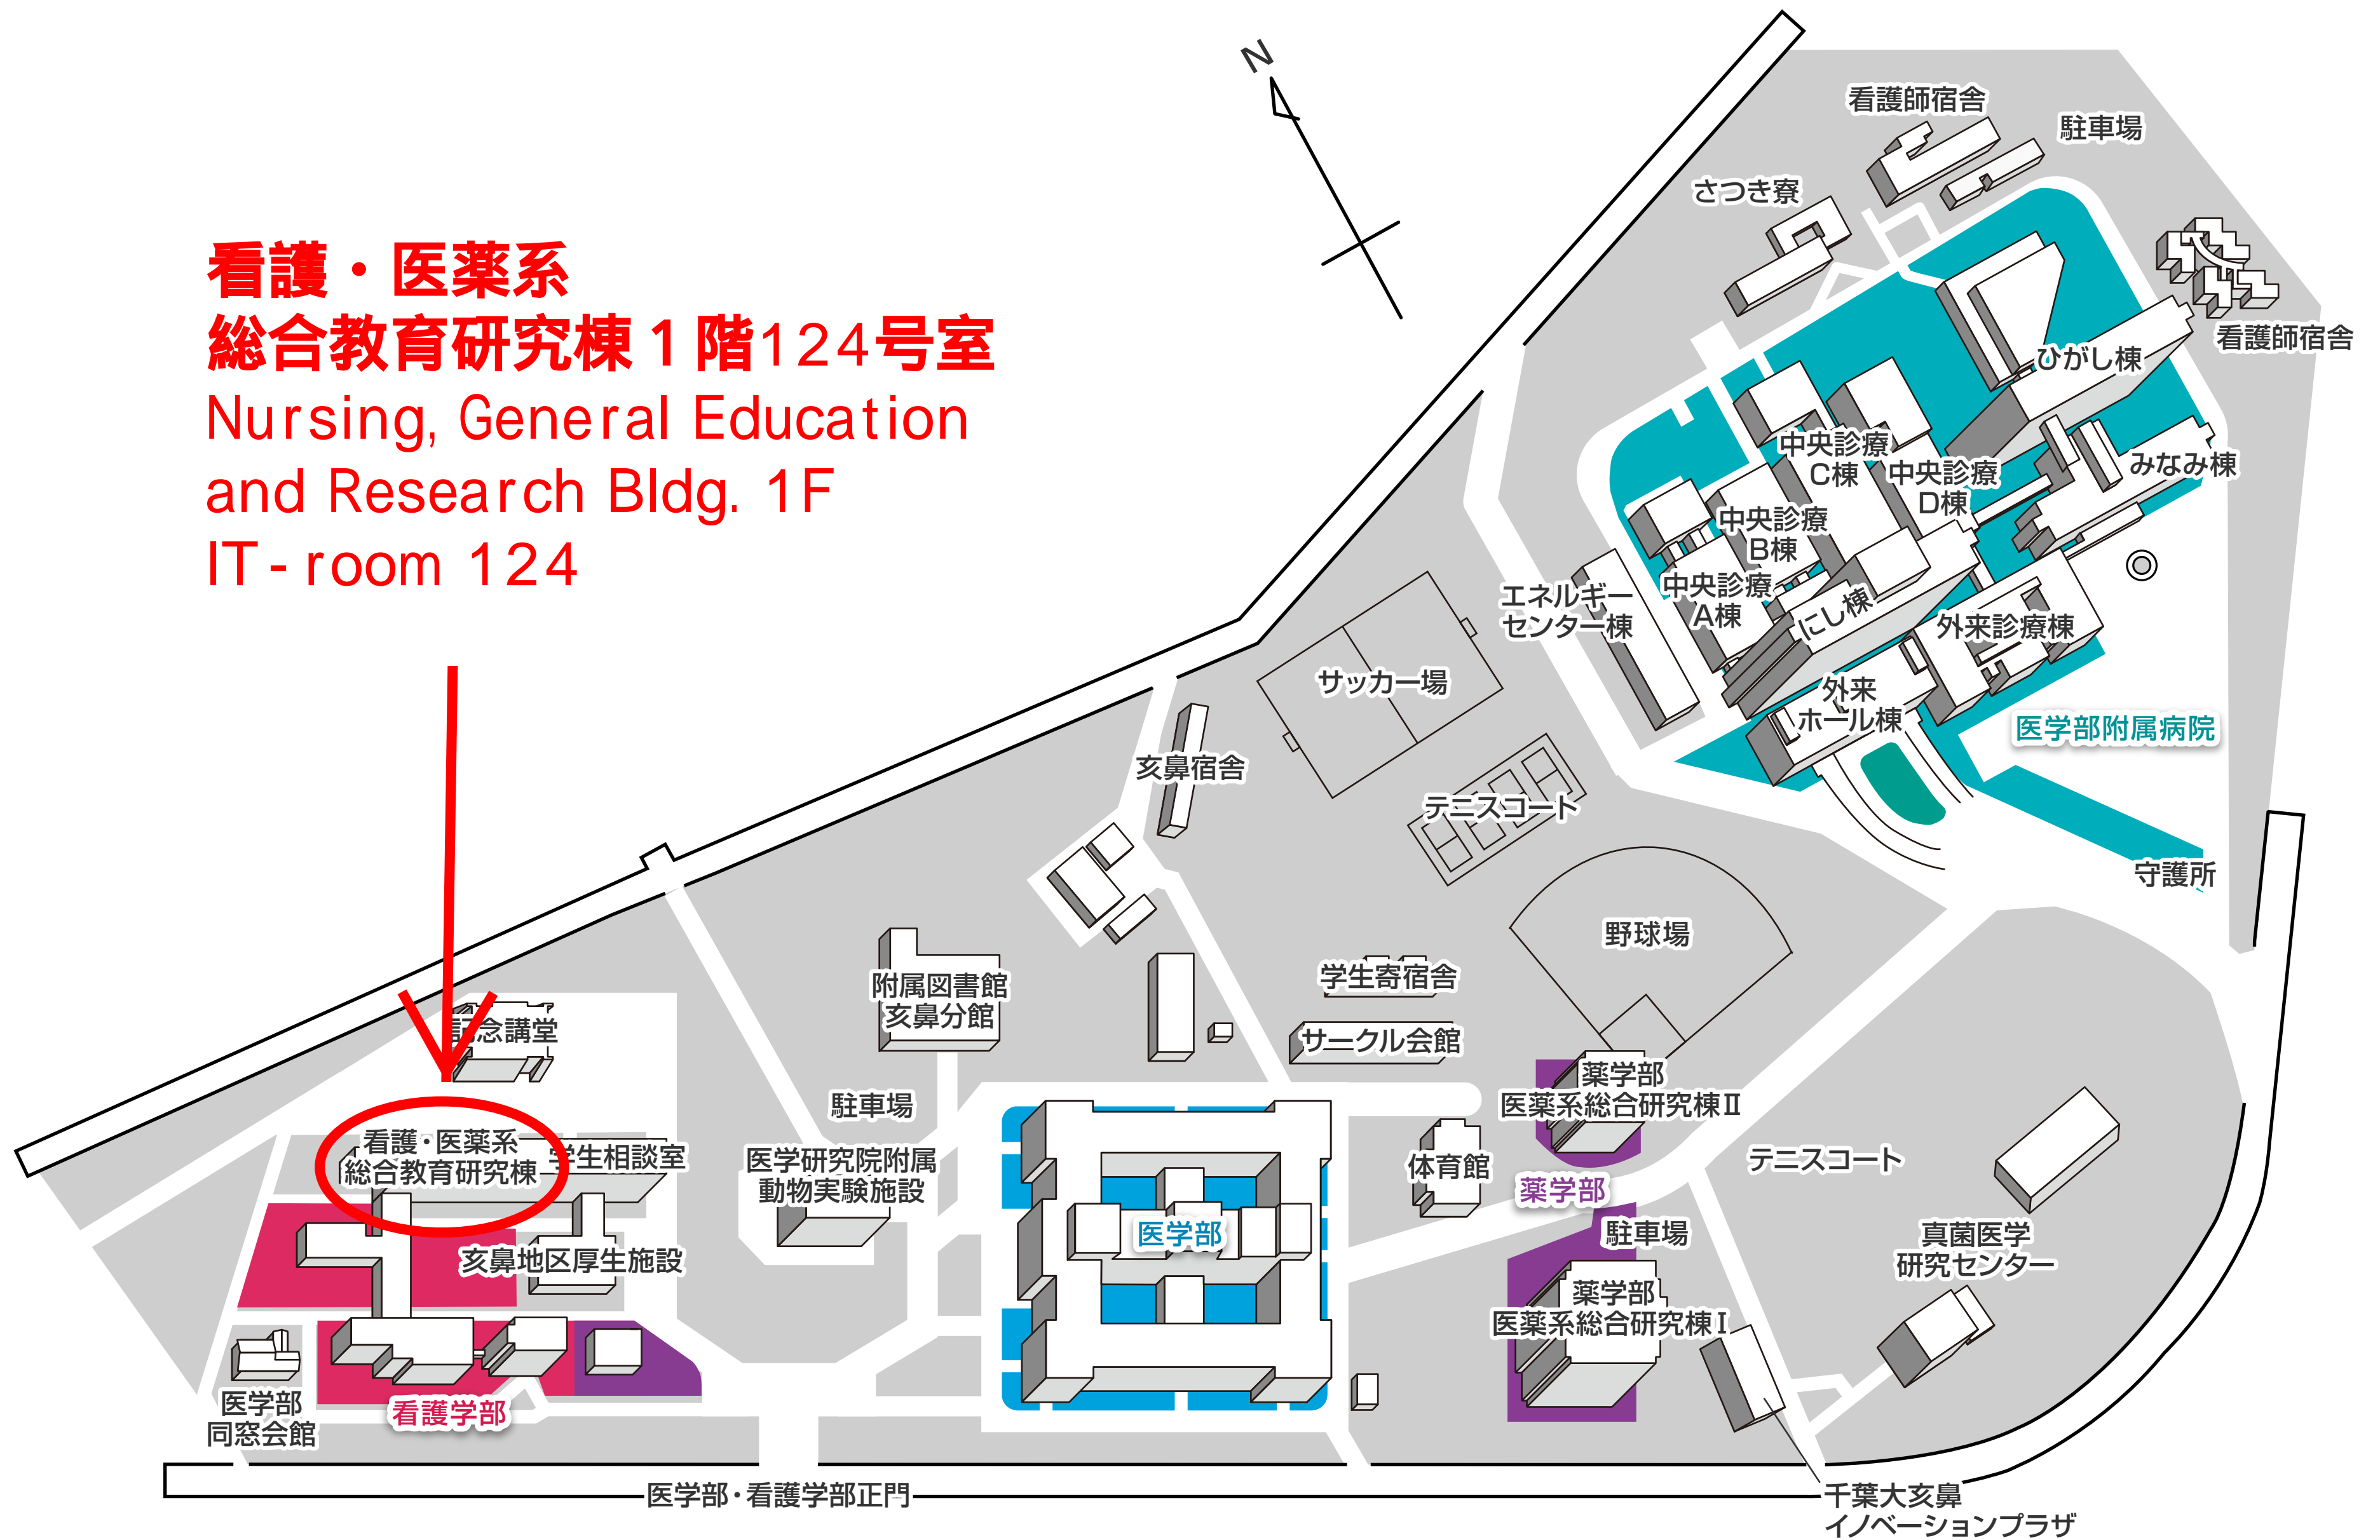 N
看護師宿舎
駐車場
さつき寮
看護・医薬系
総合教育研究棟１階124号室
Nursing, General Education
and Research Bldg. 1F
IT-room 124
看護師宿舎
ひがし棟
中央診療
C棟
中央診療
D棟
みなみ棟
中央診療
B棟
中央診療
A棟
エネルギー
センター棟
にし棟
外来診療棟
外来
ホール棟
医学部附属病院
サッカー場
亥鼻宿舎
テニスコート
守護所
野球場
附属図書館
亥鼻分館
学生寄宿舎
サークル会館
記念講堂
駐車場
薬学部
医薬系総合研究棟Ⅱ
看護・医薬系
総合教育研究棟
学生相談室
医学研究院附属
動物実験施設
体育館
薬学部
テニスコート
医学部
駐車場
真菌医学
研究センター
亥鼻地区厚生施設
薬学部
医薬系総合研究棟Ⅰ
医学部
同窓会館
看護学部
医学部・看護学部正門
千葉大亥鼻
イノベーションプラザ